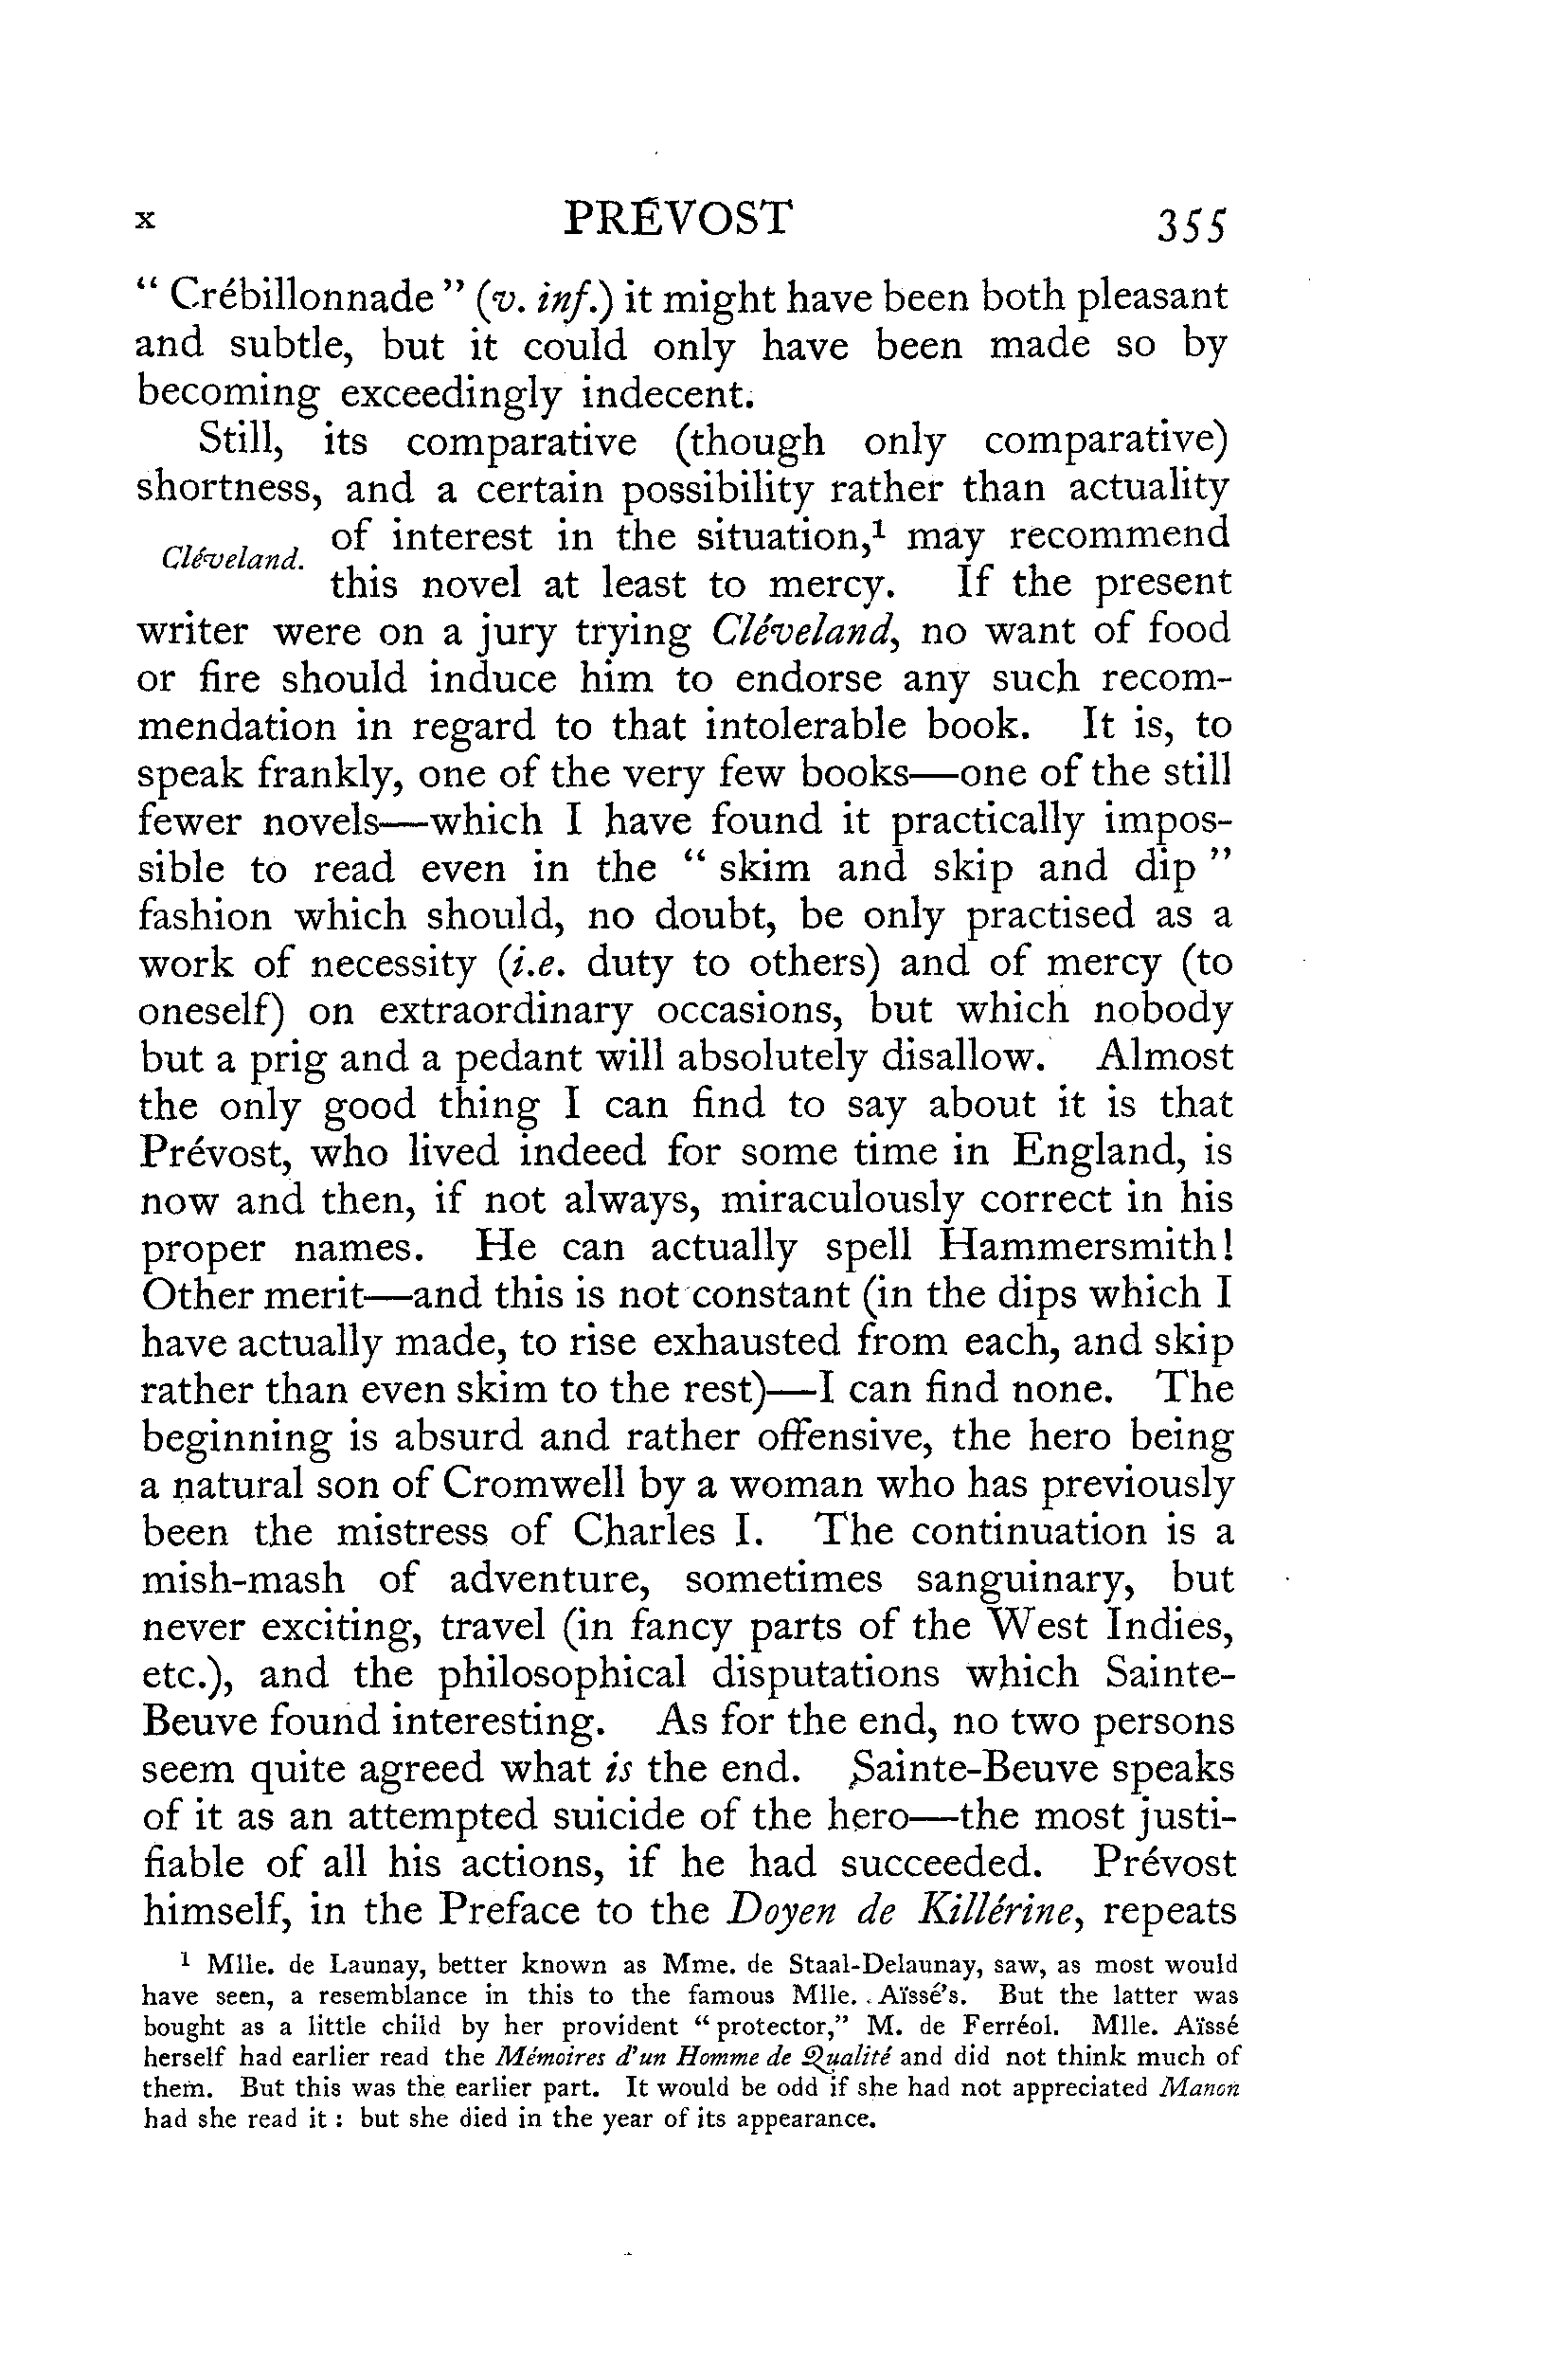 x PRÉVOST 355
“ Crébillonnade ” (v. inf.) it might have been both pleasant
and subtle, but it could only have been made so by
becoming exceedingly indecent.
Still, its comparative (though only comparative)
shortness, and a certain possibility rather than actuality
Cléveland.
of interest in the situation,¹ may recommend
this novel at least to mercy. If the present
writer were on a jury trying Cléveland, no want of food
or fire should induce him to endorse any such recom-
mendation in regard to that intolerable book. It is, to
speak frankly, one of the very few books—one of the still
fewer novels—which I have found it practically impos-
sible to read even in the “ skim and skip and dip ”
fashion which should, no doubt, be only practised as a
work of necessity (i.e. duty to others) and of mercy (to
oneself) on extraordinary occasions, but which nobody
but a prig and a pedant will absolutely disallow. Almost
the only good thing I can find to say about it is that
Prévost, who lived indeed for some time in England, is
now and then, if not always, miraculously correct in his
proper names. He can actually spell Hammersmith!
Other merit—and this is not constant (in the dips which I
have actually made, to rise exhausted from each, and skip
rather than even skim to the rest)—I can find none. The
beginning is absurd and rather offensive, the hero being
a natural son of Cromwell by a woman who has previously
been the mistress of Charles I. The continuation is a
mish-mash of adventure, sometimes sanguinary, but
never exciting, travel (in fancy parts of the West Indies,
etc.), and the philosophical disputations which Sainte-
Beuve found interesting. As for the end, no two persons
seem quite agreed what is the end. Sainte-Beuve speaks
of it as an attempted suicide of the hero—the most justi-
fiable of all his actions, if he had succeeded. Prévost
himself, in the Preface to the Doyen de Killérine, repeats
¹ Mlle. de Launay, better known as Mme. de Staal-Delaunay, saw, as most would
have seen, a resemblance in this to the famous Mlle. Aïssé’s. But the latter was
bought as a little child by her provident “protector,” M. de Ferréol. Mlle. Aïssé
herself had earlier read the Mémoires d’un Homme de Qualité and did not think much of
them. But this was the earlier part. It would be odd if she had not appreciated Manon
had she read it : but she died in the year of its appearance.